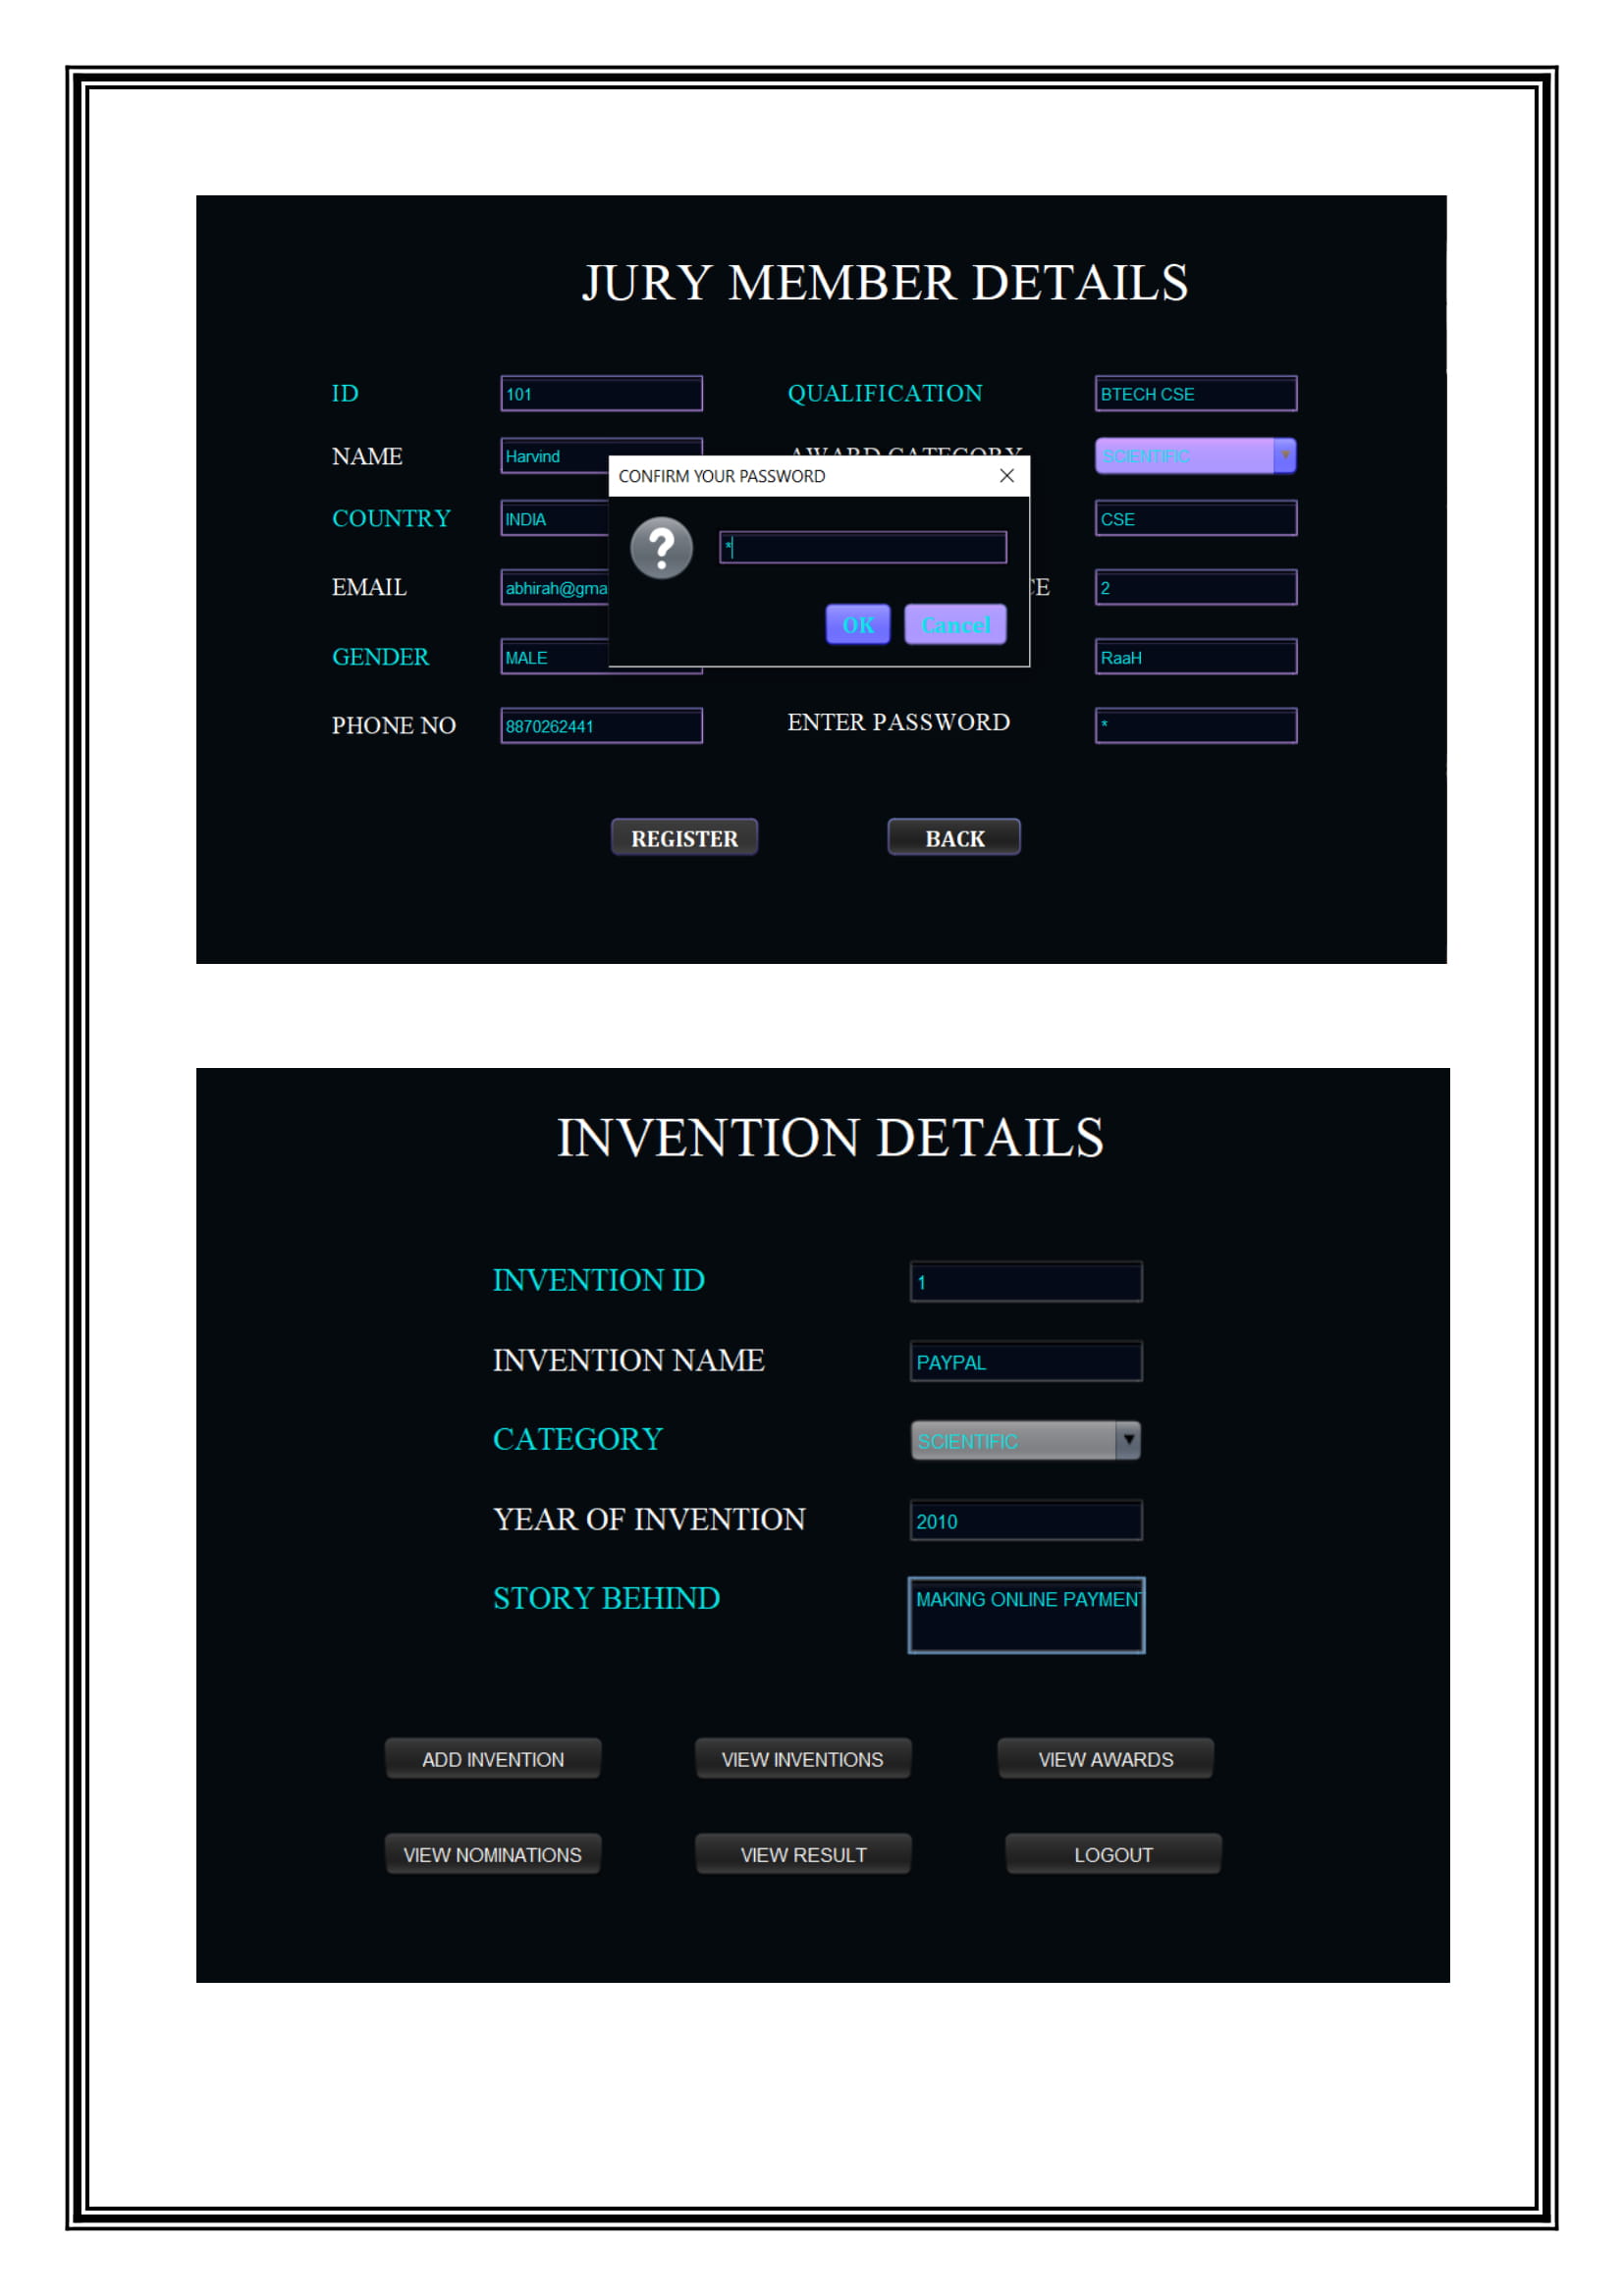 JURY MEMBER DETAILS
ID 101 QUALIFICATION BTECH CSE
NAME Harvind AWARD CATEGORY SCIENTIFIC
CONFIRM YOUR PASSWORD
COUNTRY INDIA CSE
*
EMAIL abhirah@gma CE 2
OK Cancel
GENDER MALE RaaH
PHONE NO 8870262441 ENTER PASSWORD *
REGISTER BACK
INVENTION DETAILS
INVENTION ID 1
INVENTION NAME PAYPAL
CATEGORY SCIENTIFIC
YEAR OF INVENTION 2010
STORY BEHIND MAKING ONLINE PAYMENT
ADD INVENTION VIEW INVENTIONS VIEW AWARDS
VIEW NOMINATIONS VIEW RESULT LOGOUT